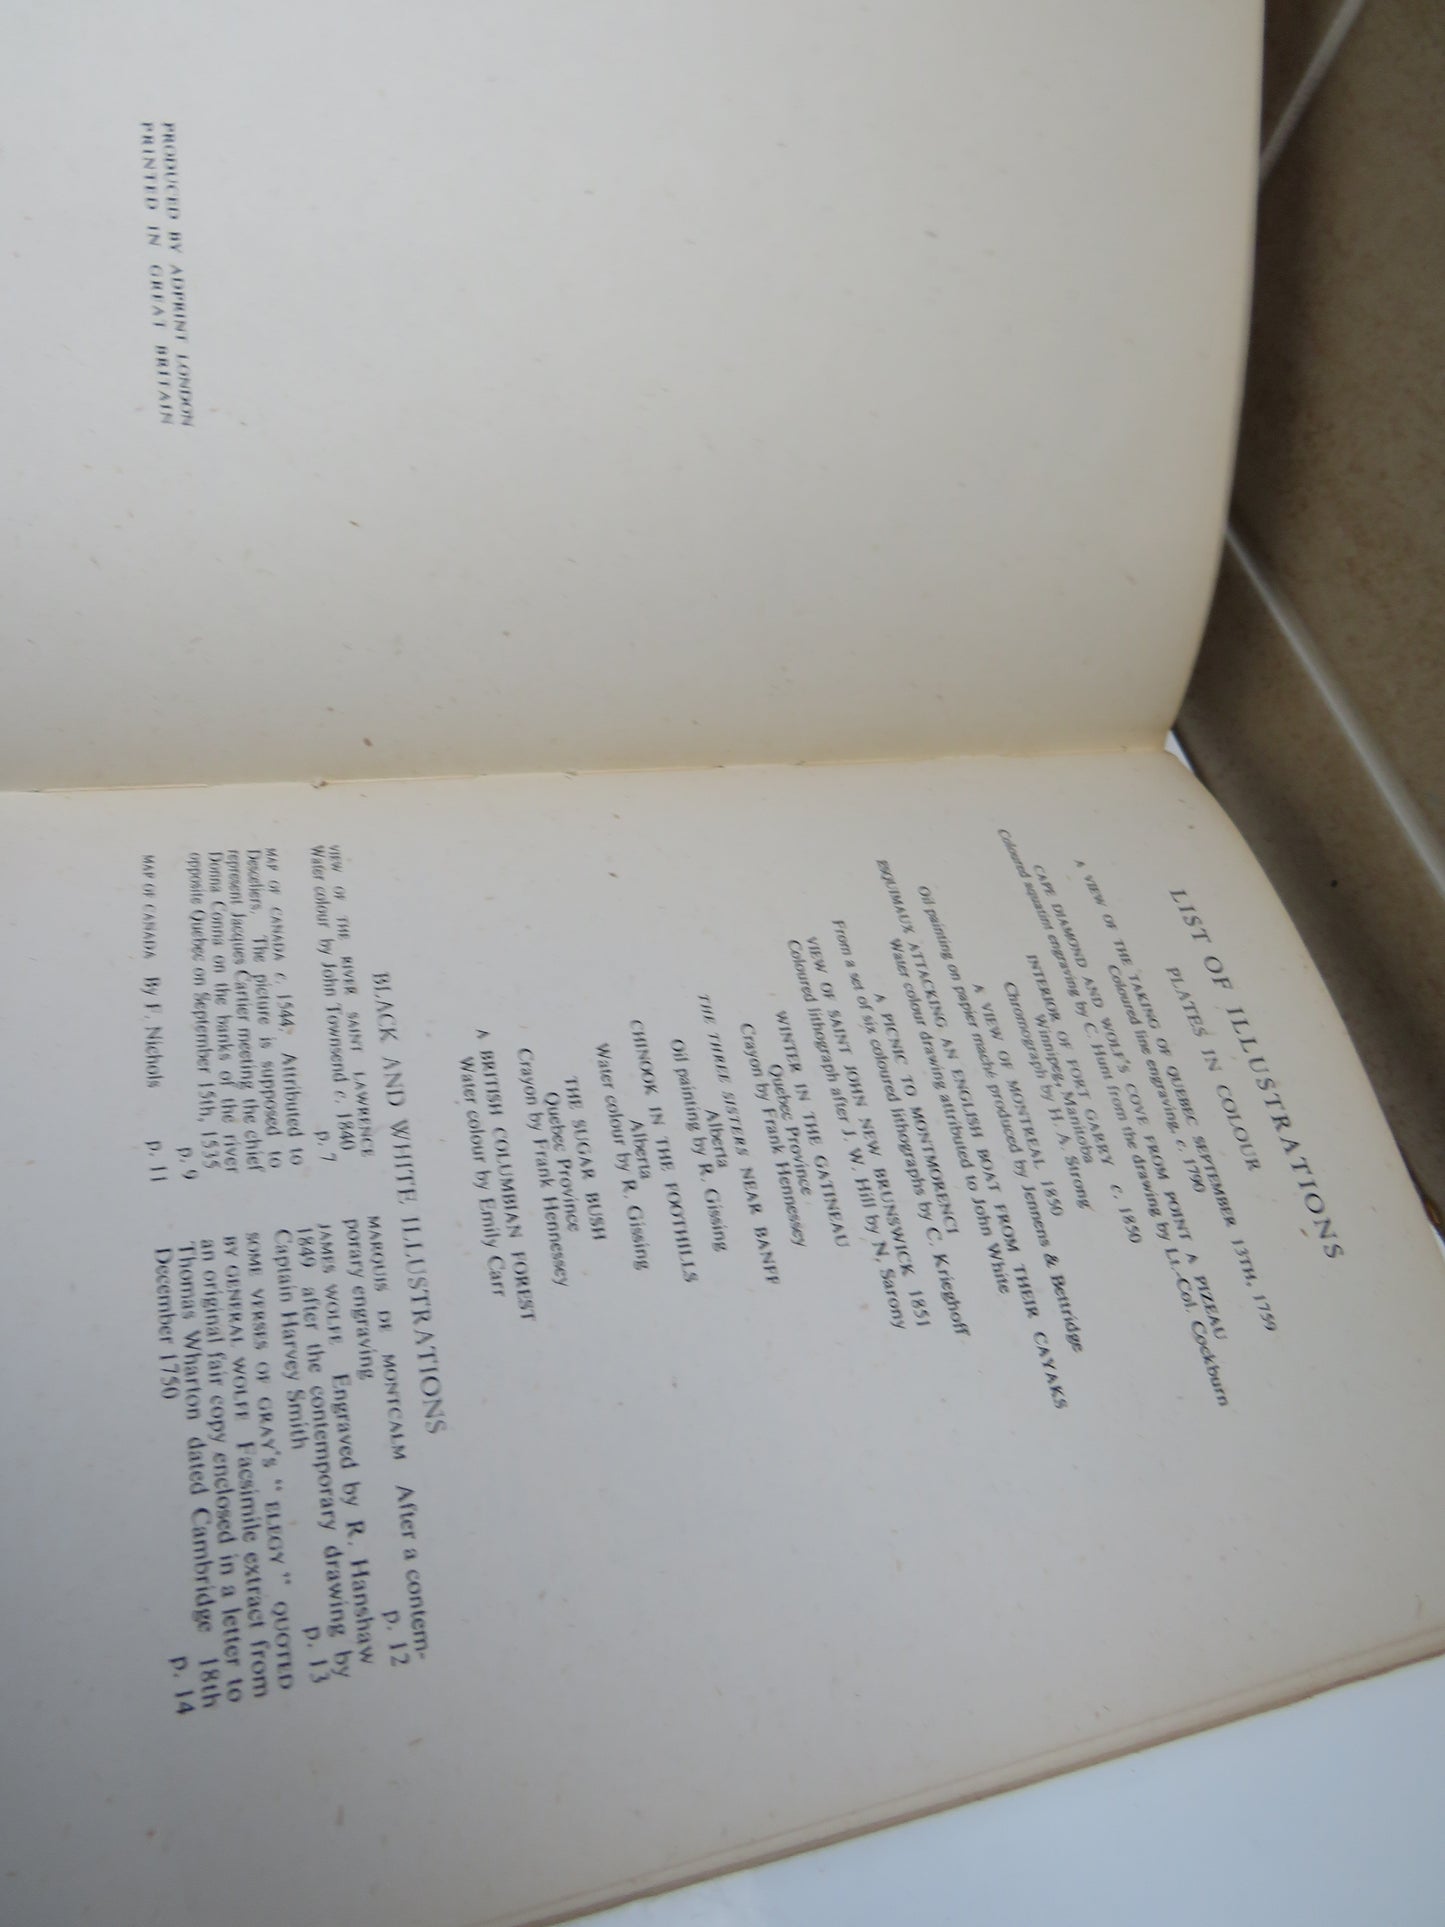 PRODUCED BY ADPRINT LONDON
PRINTED IN GREAT BRITAIN
LIST OF ILLUSTRATIONS
PLATES IN COLOUR
A VIEW OF THE TAKING OF QUEBEC SEPTEMBER 13TH, 1759
Coloured line engraving, c. 1790
CAPE DIAMOND AND WOLF'S COVE FROM POINT A PIZEAU
Coloured aquatint engraving by C. Hunt from the drawing by Lt.-Col. Cockburn
INTERIOR OF FORT GARRY c. 1850
Winnipeg, Manitoba
Chromograph by H. A. Strong
A VIEW OF MONTREAL 1850
Oil painting on papier maché produced by Jennens & Bettridge
ESQUIMAUX ATTACKING AN ENGLISH BOAT FROM THEIR CAYAKS
Water colour drawing attributed to John White
A PICNIC TO MONTMORENCI
From a set of six coloured lithographs by C. Krieghoff
VIEW OF SAINT JOHN NEW BRUNSWICK 1851
Coloured lithograph after J. W. Hill by N. Sarony
WINTER IN THE GATINEAU
Quebec Province
Crayon by Frank Hennessey
THE THREE SISTERS NEAR BANFF
Alberta
Oil painting by R. Gissing
CHINOOK IN THE FOOTHILLS
Alberta
Water colour by R. Gissing
THE SUGAR BUSH
Quebec Province
Crayon by Frank Hennessey
A BRITISH COLUMBIAN FOREST
Water colour by Emily Carr
BLACK AND WHITE ILLUSTRATIONS
VIEW OF THE RIVER SAINT LAWRENCE
Water colour by John Townsend c. 1840
p. 7
MAP OF CANADA c. 1544, Attributed to
Desceliers. The picture is supposed to
represent Jacques Cartier meeting the chief
Donna Conna on the banks of the river
opposite Quebec on September 15th, 1535
p. 9
MAP OF CANADA By F. Nichols p. 11
MARQUIS DE MONTCALM After a contem-
porary engraving p. 12
JAMES WOLFE Engraved by R. Hanshaw
1849 after the contemporary drawing by
Captain Harvey Smith p. 13
SOME VERSES OF GRAY'S "ELEGY" QUOTED
BY GENERAL WOLFE Facsimile extract from
an original fair copy enclosed in a letter to
Thomas Wharton dated Cambridge 18th
December 1750 p. 14